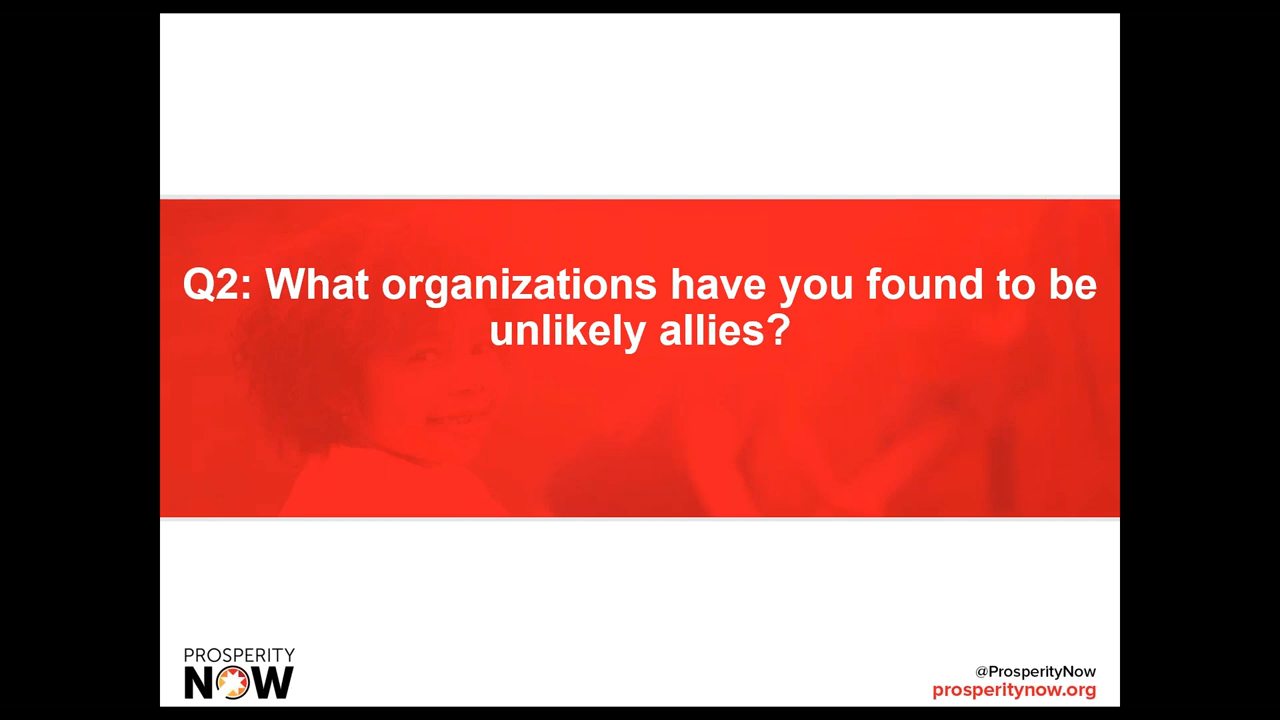 Q2: What organizations have you found to be
unlikely allies?
PROSPERITY
NOW
@ProsperityNow
prosperitynow.org